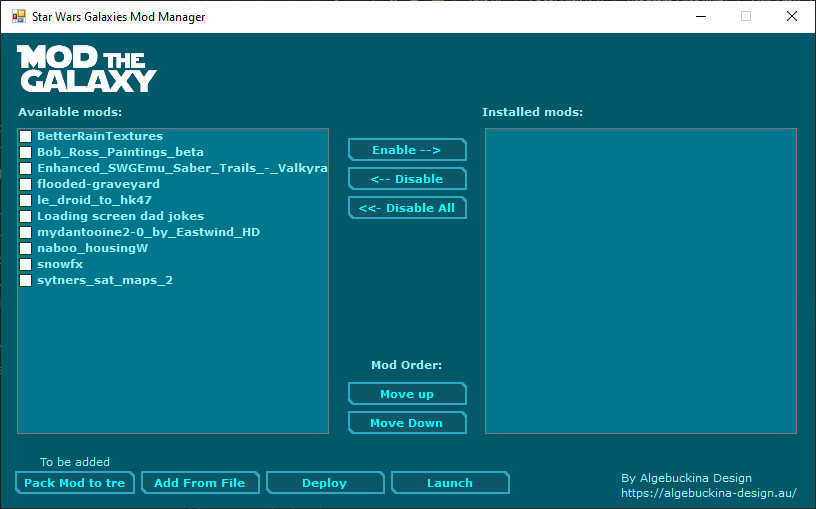 Star Wars Galaxies Mod Manager
MOD THE
GALAXY
Available mods:
BetterRainTextures
Bob_Ross_Paintings_beta
Enhanced_SWGEmu_Saber_Trails_-_Valkyra
flooded-graveyard
le_droid_to_hk47
Loading screen dad jokes
mydantooine2-0_by_Eastwind_HD
naboo_housingW
snowfx
sytners_sat_maps_2
Enable -->
<-- Disable
<<- Disable All
Mod Order:
Move up
Move Down
Installed mods:
To be added
Pack Mod to tre
Add From File
Deploy
Launch
By Algebuckina Design
https://algebuckina-design.au/